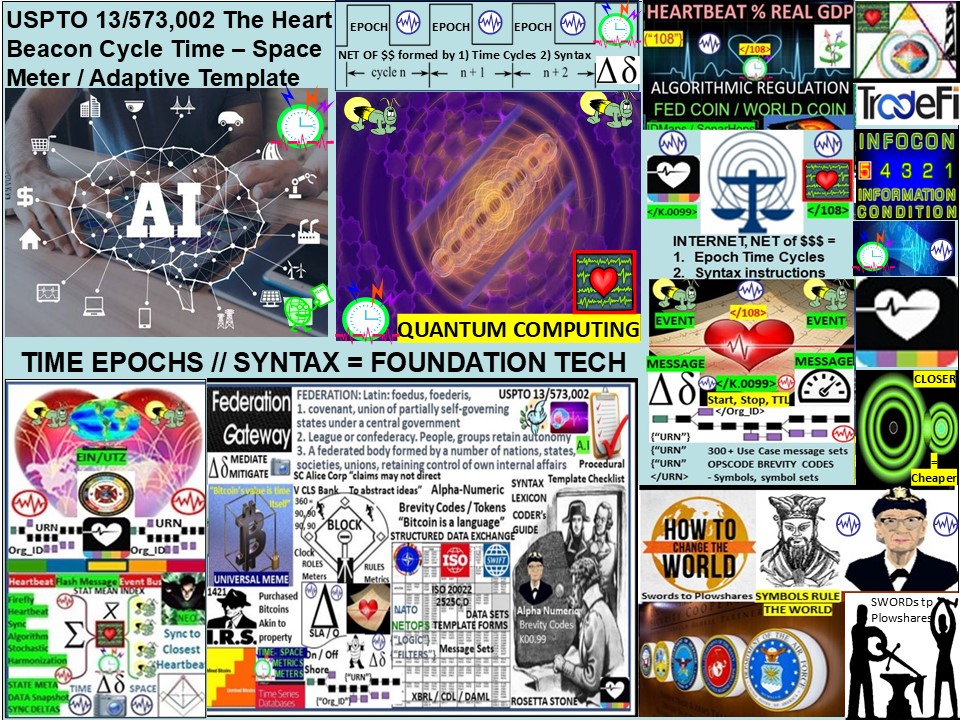 USPTO 13/573,002 The Heart
Beacon Cycle Time – Space
Meter / Adaptive Template
EPOCH
EPOCH
EPOCH
NET OF $$ formed by 1) Time Cycles 2) Syntax
cycle n
n + 1
n + 2
Δδ
HEARTBEAT % REAL GDP
{“108”}
</108>
ALGORITHMIC REGULATION
FED COIN / WORLD COIN
AI
QUANTUM COMPUTING
</K.0099>
</108>
INFOCON
5 4 3 2 1
INFORMATION
CONDITION
INTERNET, NET of $$$ =
1. Epoch Time Cycles
2. Syntax instructions
EVENT
</108>
EVENT
MESSAGE
MESSAGE
Δδ
</K.0099>
Start, Stop, TTL
</Org_ID>
{“URN”}
{“URN”
{“URN”
</URN>
300 + Use Case message sets
OPSCODE BREVITY CODES
- Symbols, symbol sets
CLOSER
=
Cheaper
TIME EPOCHS // SYNTAX = FOUNDATION TECH
EIN/UTZ
URN
URN
Org_ID
Org_ID
Heartbeat Flash Message Event Bus
STAT MEAN INDEX
Firefly
Heartbeat
Sync
Algorithm
Stochastic
Harmonization
Σ
NEO
Sync to
Closest
Heartbeat
STATE META
DATA Snapshot
SYNC DELTAS
TIME
Δδ
SPACE
Federation
Gateway
FEDERATION: Latin: foedus, foederis,
1. covenant, union of partially self-governing
states under a central government
2. League or confederacy. People, groups retain autonomy
3. A federated body formed by a number of nations, states,
societies, unions, retaining control of own internal affairs
USPTO 13/573,002
A.I
Procedural
Template Checklist
Δδ
MEDIATE
MITIGATE
SC Alice Corp “claims may not direct
V CLS Bank To abstract ideas”
"Bitcoin's value is time
itself"
UNIVERSAL MEME
360 =
90, 90
90, 90
BLOCK
Clock
ROLES
Meters
RULES
Metrics
Alpha-Numeric
Brevity Codes / Tokens
“Bitcoin is a language”
STRUCTURED DATA EXCHANGE
SYNTAX
LEXICON
CODER's
GUIDE
ISO
SWIFT
ISO 20022
2525C,D
DATA SETS
TEMPLATE FORMS
NATO
NETOPS
("LOGIC")
("FILTERS")
Message Sets
XBRL / CDL / DAML
Alpha Numeric
Brevity Codes
K00.99
ROSETTA STONE
1421
I.R.S.
Purchased
Bitcoins
Akin to
property
Δ
SLA / O
TIME- SPACE
METRICS
METERS
Time Series
Databases
On / Off
Shore
Δδ
{“URN”}
{“Org_ID”}
HOW TO
CHANGE THE
WORLD
Swords to Plowshares
SYMBOLS RULE
THE WORLD
SWORDs tp
Plowshares